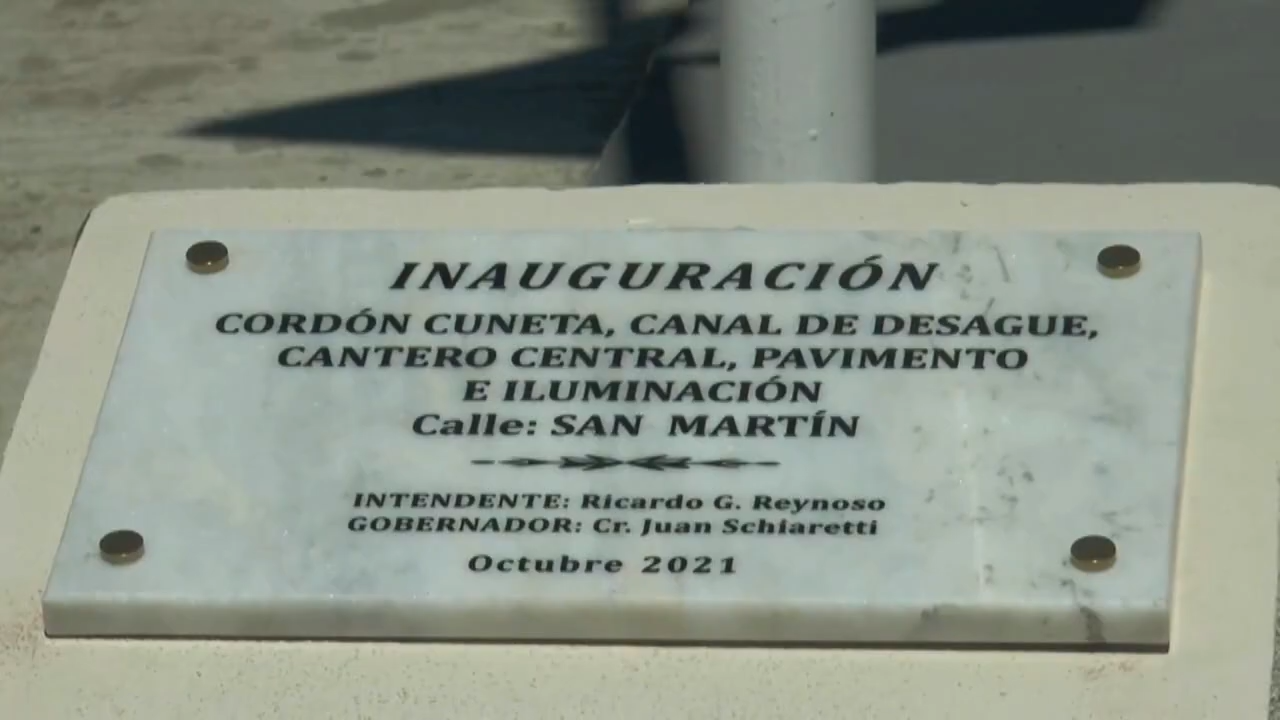 INAUGURACIÓN
CORDÓN CUNETA, CANAL DE DESAGUE,
CANTERO CENTRAL, PAVIMENTO
E ILUMINACIÓN
Calle: SAN MARTÍN
INTENDENTE: Ricardo G. Reynoso
GOBERNADOR: Cr. Juan Schiaretti
Octubre 2021